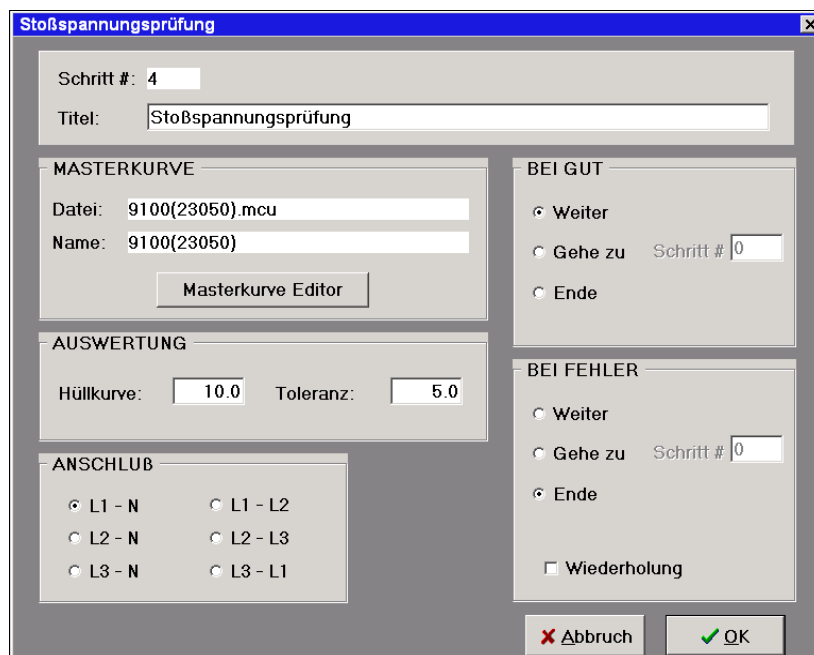 Stoßspannungsprüfung
Schritt #: 4
Titel: Stoßspannungsprüfung
MASTERKURVE
Datei: 9100(23050).mcu
Name: 9100(23050)
Masterkurve Editor
AUSWERTUNG
Hüllkurve: 10.0 Toleranz: 5.0
ANSCHLUß
L1 - N L1 - L2
L2 - N L2 - L3
L3 - N L3 - L1
BEI GUT
Weiter
Gehe zu Schritt # 0
Ende
BEI FEHLER
Weiter
Gehe zu Schritt # 0
Ende
Wiederholung
Abbruch OK